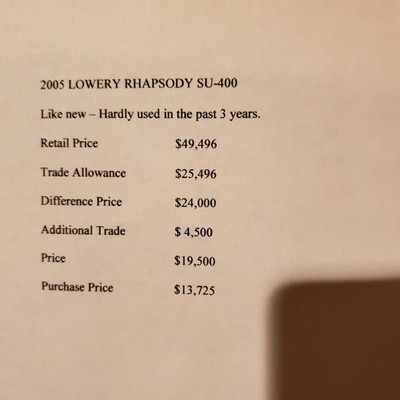 2005 LOWERY RHAPSODY SU-400
Like new – Hardly used in the past 3 years.
Retail Price $49,496
Trade Allowance $25,496
Difference Price $24,000
Additional Trade $ 4,500
Price $19,500
Purchase Price $13,725